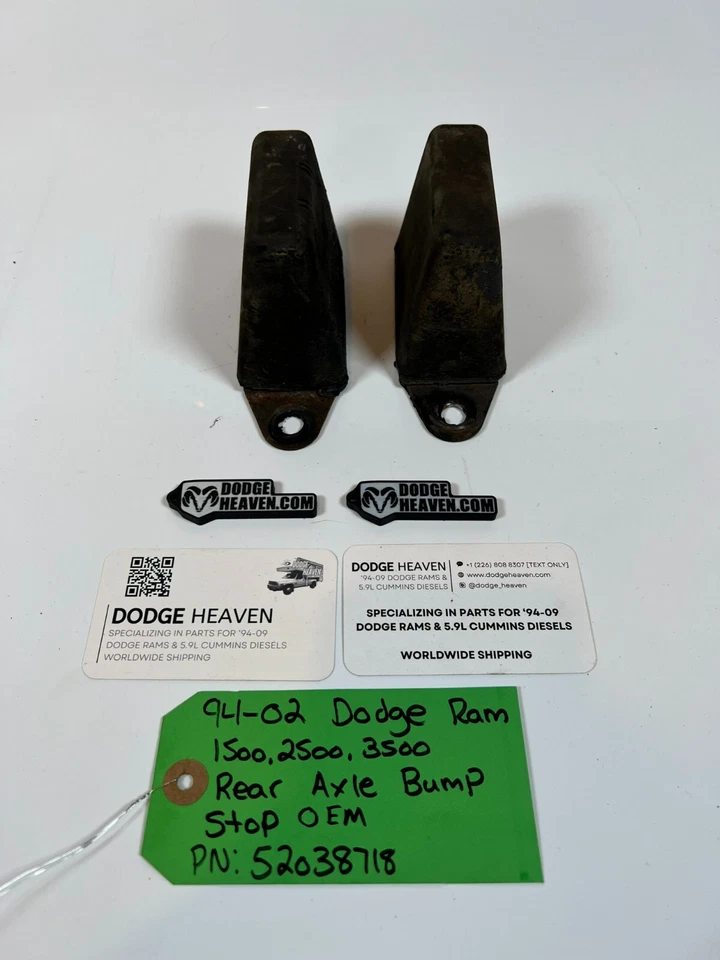 DODGE
HEAVEN.COM
DODGE
HEAVEN.COM
DODGE
HEAVEN
DODGE HEAVEN
SPECIALIZING IN PARTS FOR '94-09
DODGE RAMS & 5.9L CUMMINS DIESELS
WORLDWIDE SHIPPING
DODGE HEAVEN
'94-09 DODGE RAMS &
5.9L CUMMINS DIESELS
+1 (226) 808 8307 [TEXT ONLY]
www.dodgeheaven.com
@dodge_heaven
SPECIALIZING IN PARTS FOR '94-09
DODGE RAMS & 5.9L CUMMINS DIESELS
WORLDWIDE SHIPPING
94-02 Dodge Ram
1500, 2500, 3500
Rear Axle Bump
Stop OEM
PN: 52038718